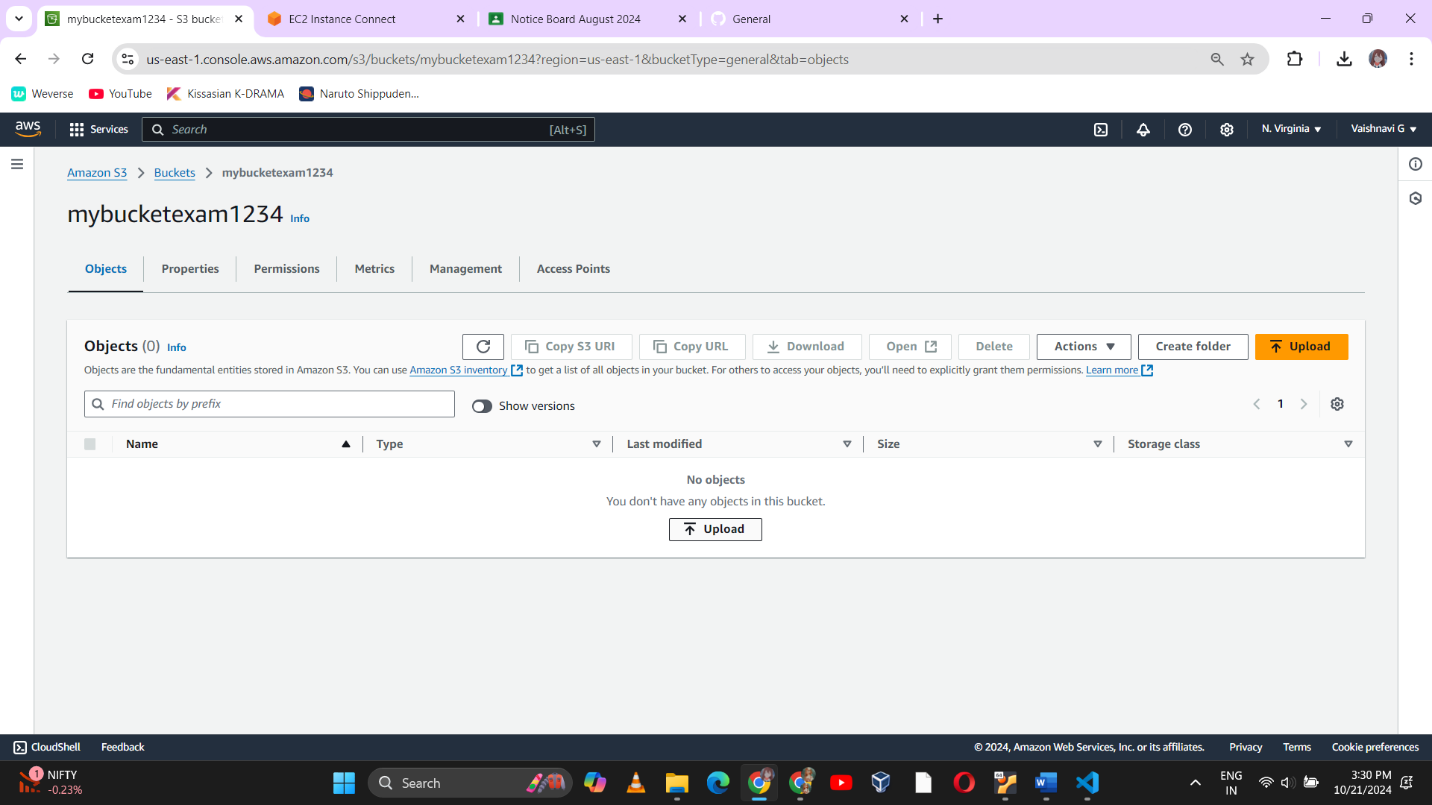 mybucketexam1234 - S3 bucke
EC2 Instance Connect
Notice Board August 2024
General
us-east-1.console.aws.amazon.com/s3/buckets/mybucketexam1234?region=us-east-1&bucketType=general&tab=objects
Weverse
YouTube
Kissasian K-DRAMA
Naruto Shippuden...
aws
Services
Search
[Alt+S]
N. Virginia
Vaishnavi G
Amazon S3
Buckets
mybucketexam1234
mybucketexam1234 Info
Objects
Properties
Permissions
Metrics
Management
Access Points
Objects (0) Info
Copy S3 URI
Copy URL
Download
Open
Delete
Actions
Create folder
Upload
Objects are the fundamental entities stored in Amazon S3. You can use Amazon S3 inventory to get a list of all objects in your bucket. For others to access your objects, you'll need to explicitly grant them permissions. Learn more
Find objects by prefix
Show versions
1
Name
Type
Last modified
Size
Storage class
No objects
You don't have any objects in this bucket.
Upload
CloudShell
Feedback
© 2024, Amazon Web Services, Inc. or its affiliates.
Privacy
Terms
Cookie preferences
1
NIFTY
-0.23%
Search
ENG
IN
3:30 PM
10/21/2024